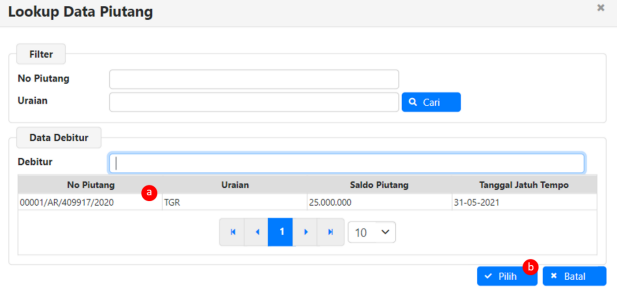 Lookup Data Piutang ×
Filter
No Piutang
Uraian Cari
Data Debitur
Debitur
No Piutang Uraian Saldo Piutang Tanggal Jatuh Tempo
a
00001/AR/409917/2020 TGR 25.000.000 31-05-2021
1 10
b
Pilih × Batal